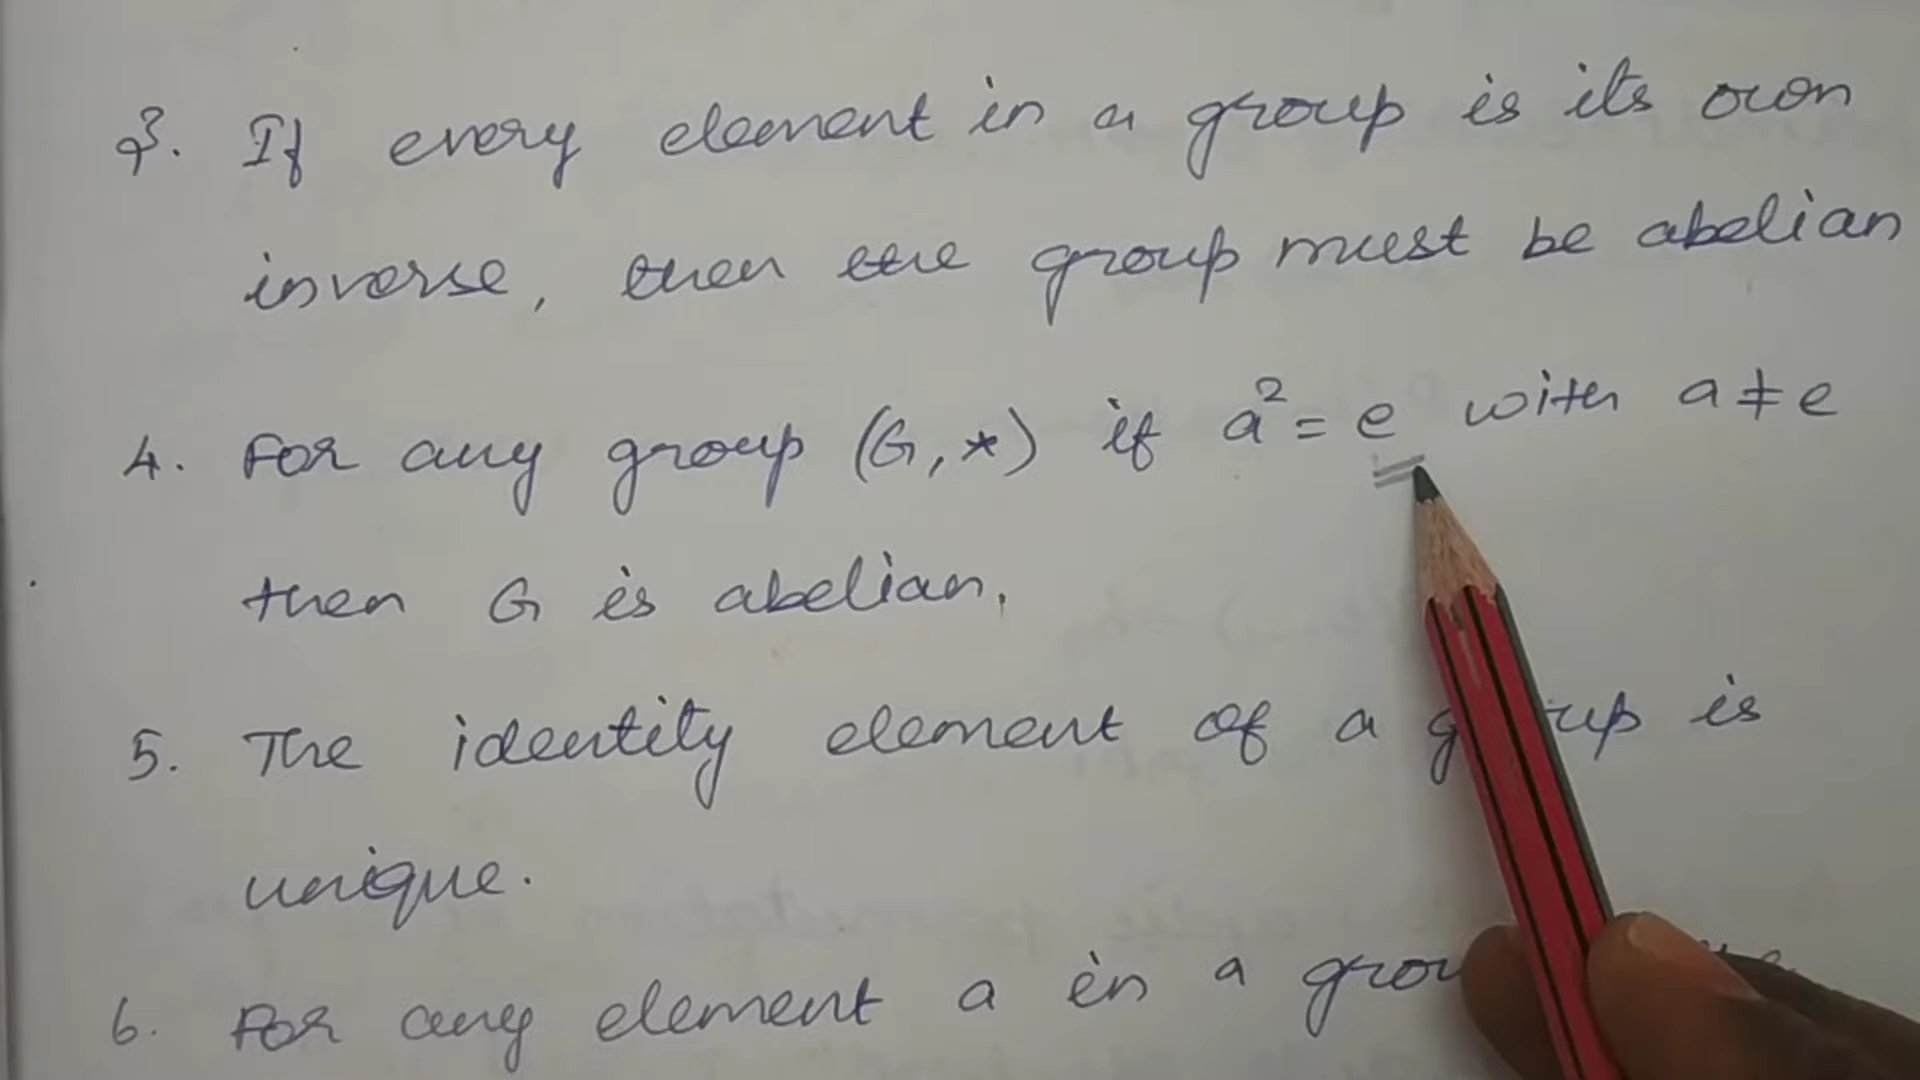 3. If every element in a group is its own
inverse, then the group must be abelian
4. For any group (G, *) if a² = e with a ≠ e
then G is abelian.
5. The identity element of a group is
unique.
6. For any element a in a